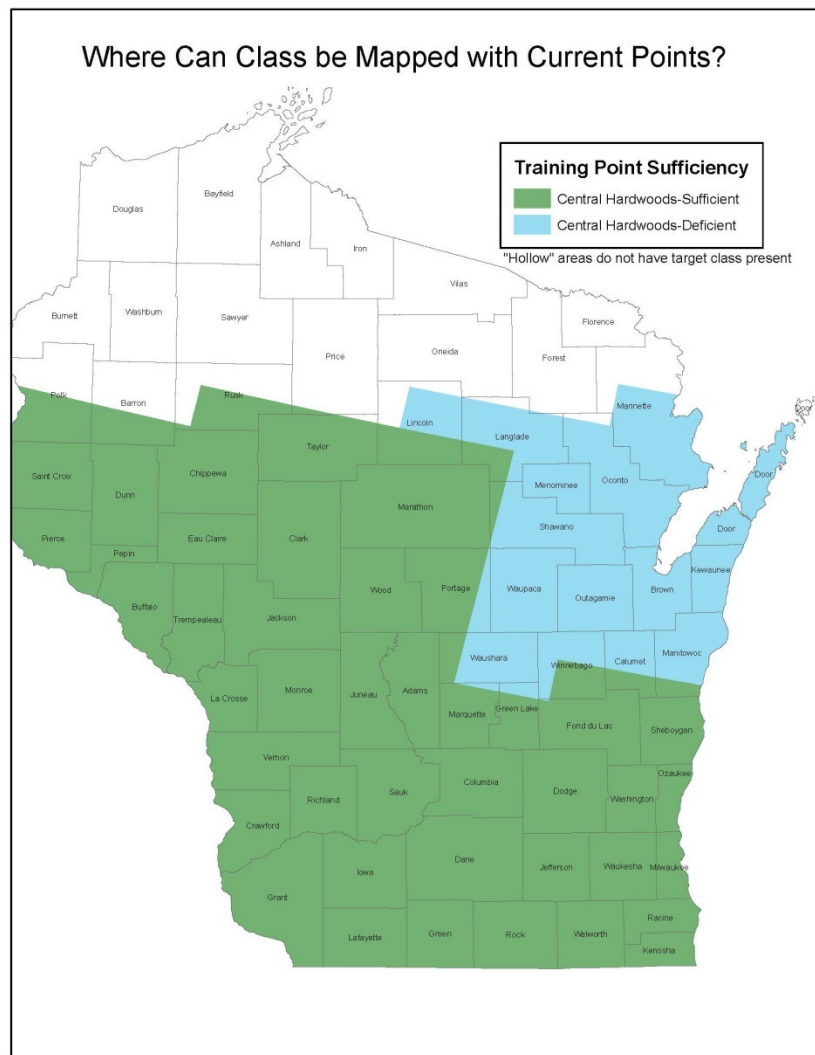 Where Can Class be Mapped with Current Points?
Training Point Sufficiency
Central Hardwoods-Sufficient
Central Hardwoods-Deficient
"Hollow" areas do not have target class present
Douglas
Bayfield
Ashland
Iron
Vilas
Burnett
Washburn
Sawyer
Price
Oneida
Forest
Florence
Polk
Barron
Rusk
Lincoln
Langlade
Marinette
Door
Taylor
Saint Croix
Dunn
Chippewa
Marathon
Menominee
Oconto
Door
Shawano
Pierce
Pepin
Eau Claire
Clark
Door
Wood
Portage
Waupaca
Outagamie
Brown
Kewaunee
Buffalo
Trempealeau
Jackson
Waushara
Winnebago
Calumet
Manitowoc
La Crosse
Monroe
Juneau
Adams
Marquette
Green Lake
Fond du Lac
Sheboygan
Vernon
Richland
Sauk
Columbia
Dodge
Washington
Ozaukee
Crawford
Grant
Iowa
Dane
Jefferson
Waukesha
Milwaukee
Lafayette
Green
Rock
Walworth
Racine
Kenosha